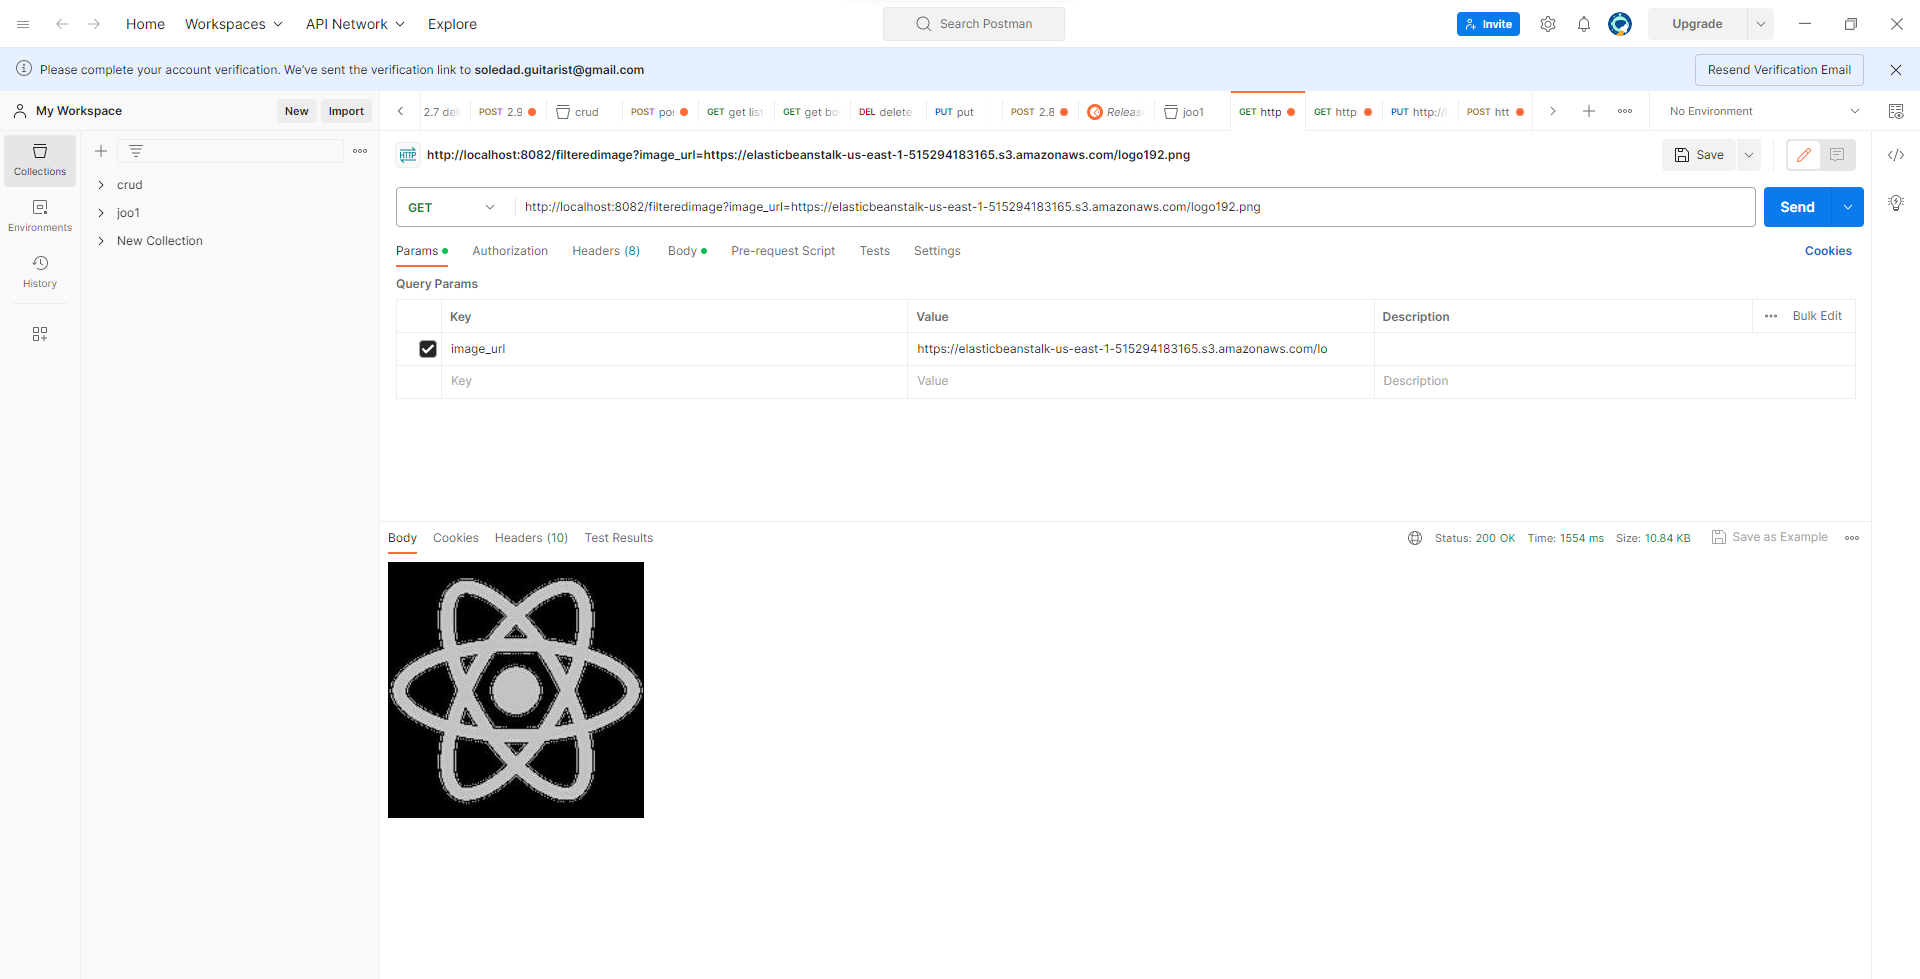 Home Workspaces API Network Explore Search Postman Invite Upgrade
Please complete your account verification. We've sent the verification link to soledad.guitarist@gmail.com Resend Verification Email
My Workspace New Import
2.7 del POST 2.9 crud POST po: GET get list GET get bo DEL delete PUT put POST 2.8 Releas joo1 GET http GET http PUT http:// POST htt No Environment
Collections
Environments
History
crud
joo1
New Collection
HTTP http://localhost:8082/filteredimage?image_url=https://elasticbeanstalk-us-east-1-515294183165.s3.amazonaws.com/logo192.png Save
GET http://localhost:8082/filteredimage?image_url=https://elasticbeanstalk-us-east-1-515294183165.s3.amazonaws.com/logo192.png Send
Params Authorization Headers (8) Body Pre-request Script Tests Settings Cookies
Query Params
Key Value Description Bulk Edit
image_url https://elasticbeanstalk-us-east-1-515294183165.s3.amazonaws.com/lo
Key Value Description
Body Cookies Headers (10) Test Results Status: 200 OK Time: 1554 ms Size: 10.84 KB Save as Example